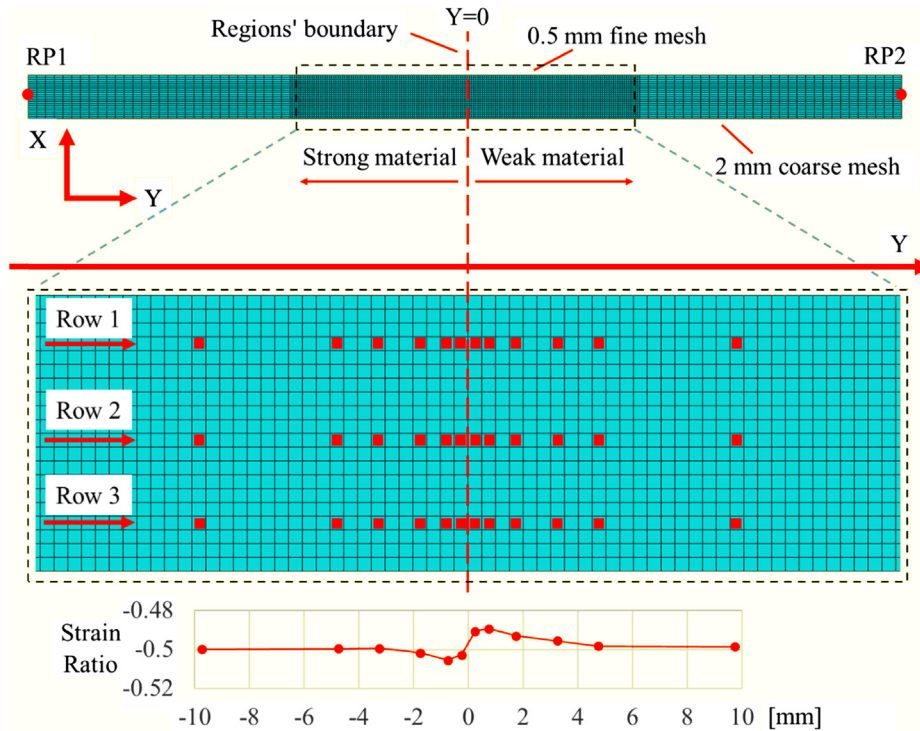 Y=0
Regions' boundary
0.5 mm fine mesh
RP1
RP2
X
Strong material
Weak material
2 mm coarse mesh
Y
Y
Row 1
Row 2
Row 3
-0.48
Strain
Ratio
-0.5
-0.52
-10 -8 -6 -4 -2 0 2 4 6 8 10 [mm]